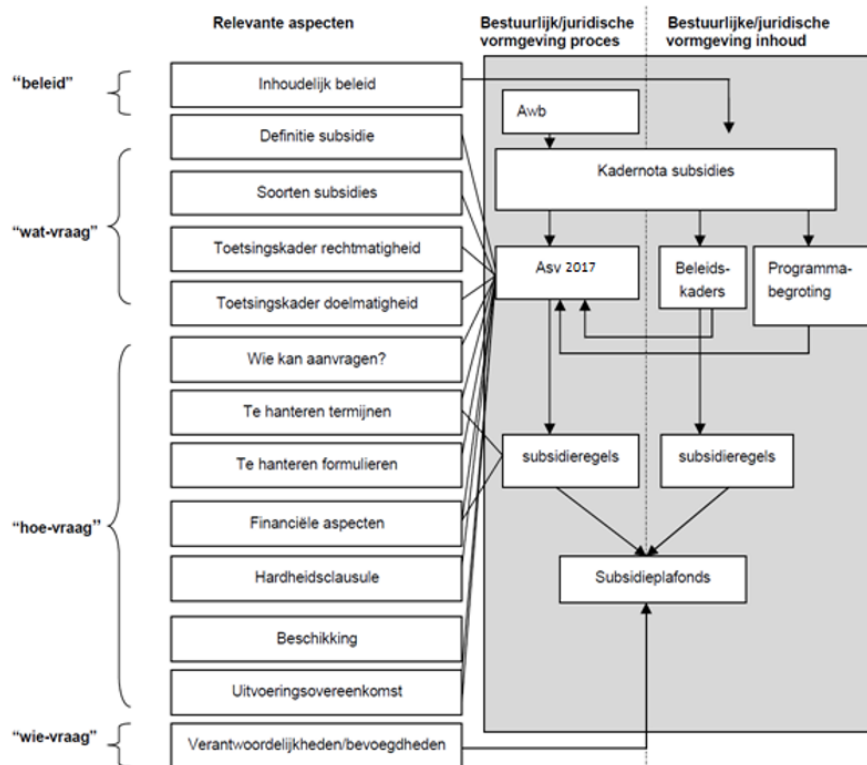 Relevante aspecten
Bestuurlijk/juridische
vormgeving proces
Bestuurlijke/juridische
vormgeving inhoud
“beleid”
Inhoudelijk beleid
Awb
Definitie subsidie
Kadernota subsidies
Soorten subsidies
“wat-vraag”
Toetsingskader rechtmatigheid
Asv 2017
Beleids-
kaders
Programma-
begroting
Toetsingskader doelmatigheid
Wie kan aanvragen?
Te hanteren termijnen
Te hanteren formulieren
subsidieregels
subsidieregels
“hoe-vraag”
Financiële aspecten
Hardheidsclausule
Subsidieplafonds
Beschikking
Uitvoeringsovereenkomst
“wie-vraag”
Verantwoordelijkheden/bevoegdheden